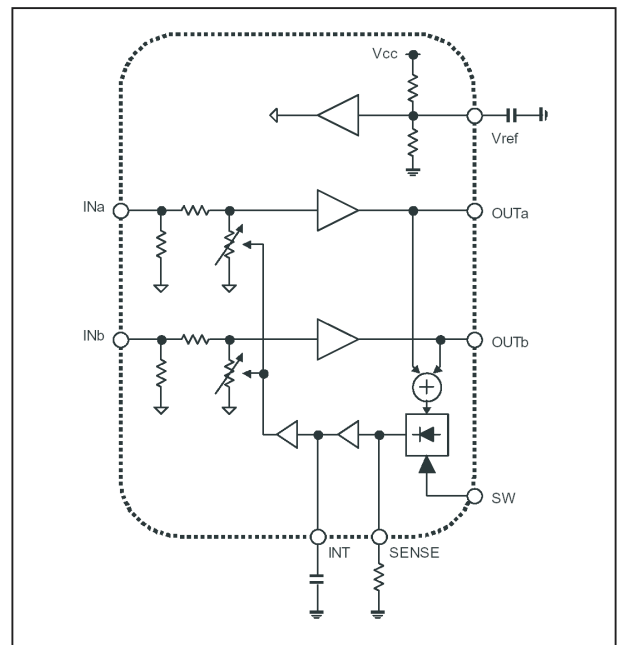 Vcc
Vref
INa
OUTa
INb
OUTb
+
SW
INT
SENSE